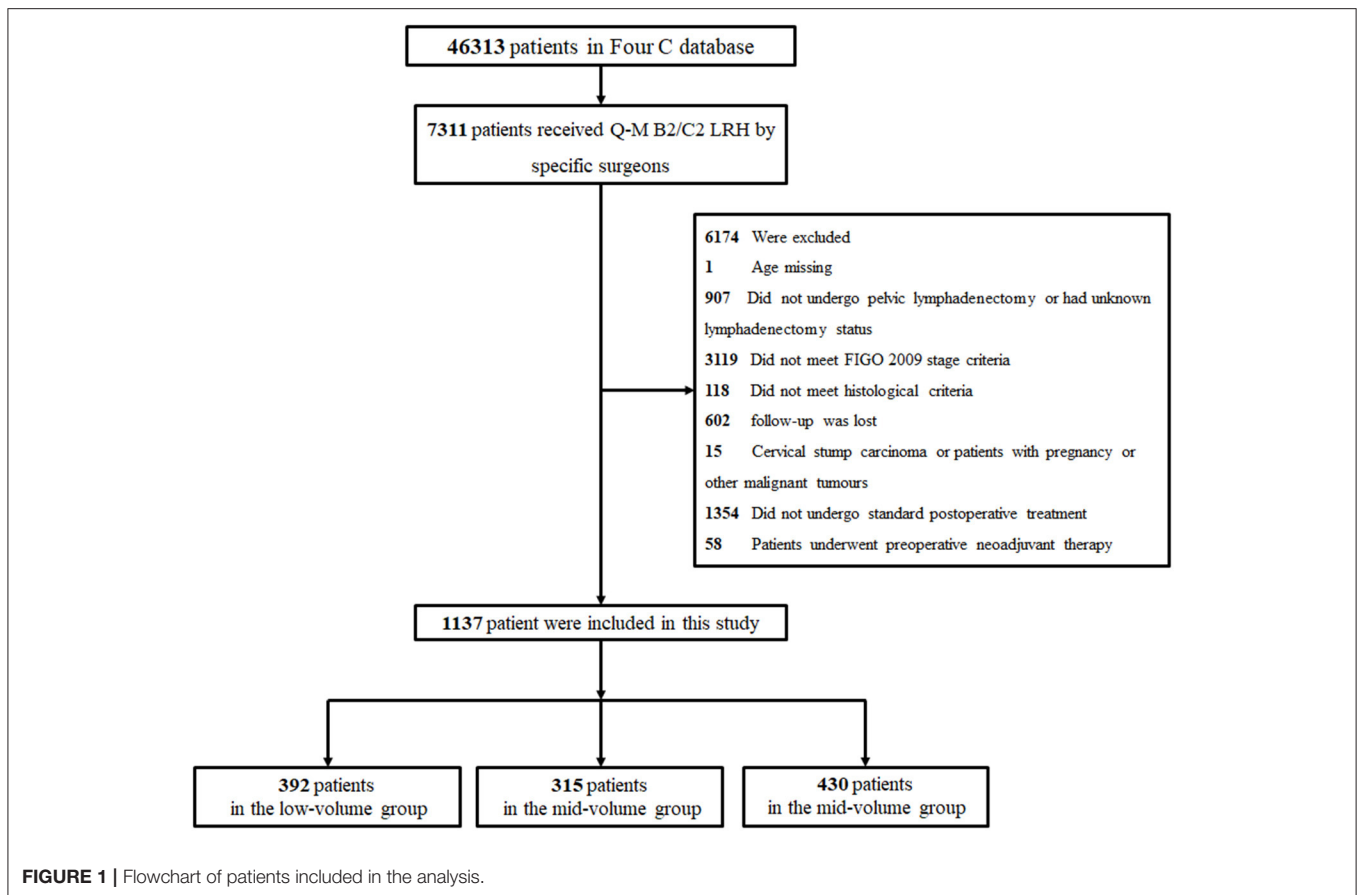 46313 patients in Four C database
7311 patients received Q-M B2/C2 LRH by
specific surgeons
6174 Were excluded
1 Age missing
907 Did not undergo pelvic lymphadenectomy or had unknown
lymphadenectomy status
3119 Did not meet FIGO 2009 stage criteria
118 Did not meet histological criteria
602 follow-up was lost
15 Cervical stump carcinoma or patients with pregnancy or
other malignant tumours
1354 Did not undergo standard postoperative treatment
58 Patients underwent preoperative neoadjuvant therapy
1137 patient were included in this study
392 patients
in the low-volume group
315 patients
in the mid-volume group
430 patients
in the mid-volume group
FIGURE 1 | Flowchart of patients included in the analysis.